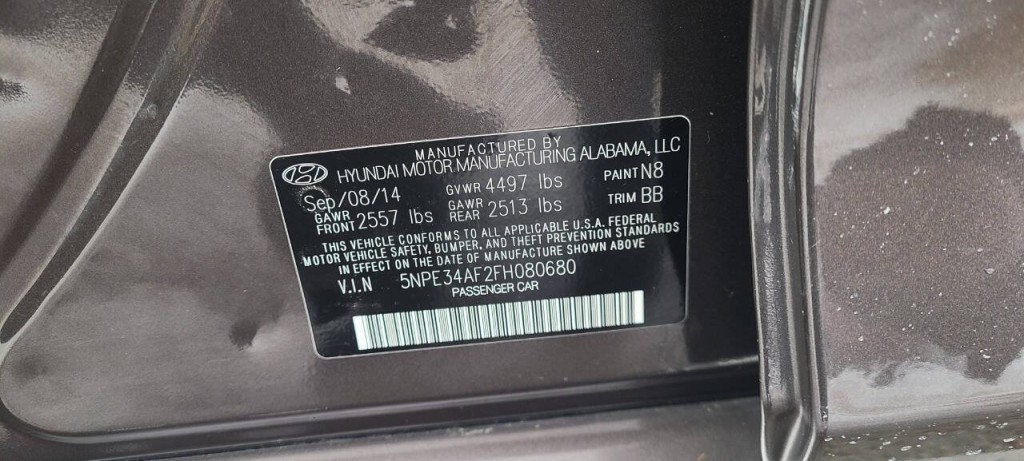 MANUFACTURED BY
HYUNDAI MOTOR MANUFACTURING ALABAMA, LLC
Sep/08/14 GVWR 4497 lbs PAINT N8
GAWR FRONT 2557 lbs GAWR REAR 2513 lbs TRIM BB
THIS VEHICLE CONFORMS TO ALL APPLICABLE U.S.A. FEDERAL
MOTOR VEHICLE SAFETY, BUMPER, AND THEFT PREVENTION STANDARDS
IN EFFECT ON THE DATE OF MANUFACTURE SHOWN ABOVE
V.I.N 5NPE34AF2FH080680
PASSENGER CAR